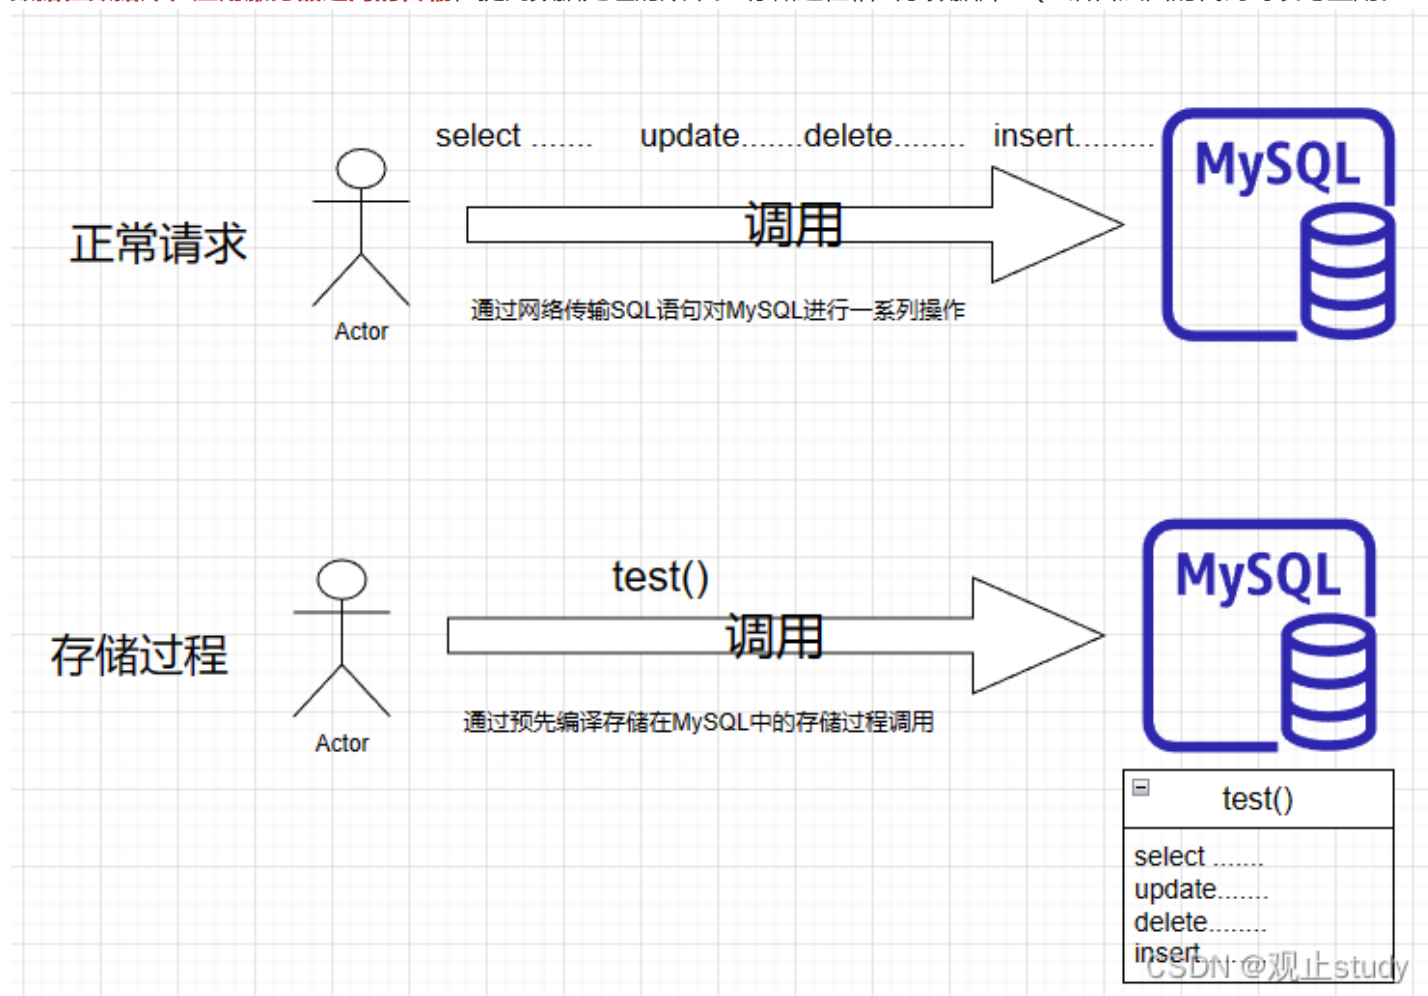 select ....... update.......delete........ insert.........
MySQL
正常请求
调用
通过网络传输SQL语句对MySQL进行一系列操作
Actor
test()
MySQL
存储过程
调用
通过预先编译存储在MySQL中的存储过程调用
Actor
test()
select .......
update.......
delete........
insert.........
CSDN @观止study